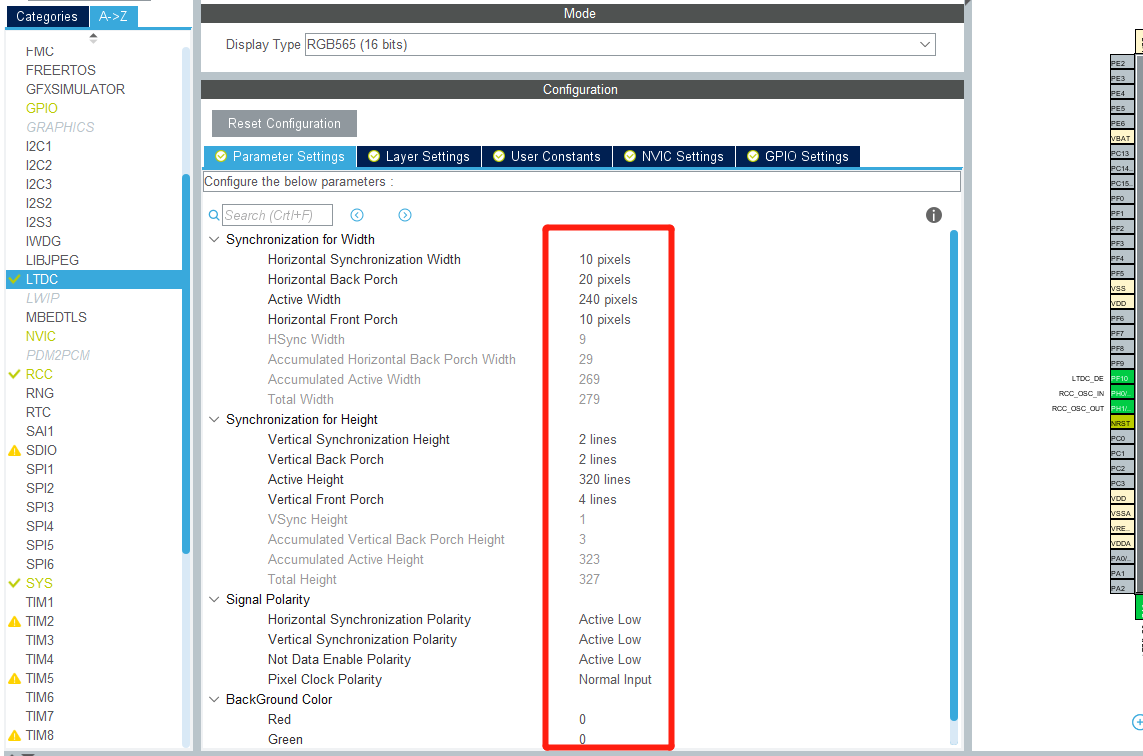 Categories
A->Z
FMC
FREERTOS
GFXSIMULATOR
GPIO
GRAPHICS
I2C1
I2C2
I2C3
I2S2
I2S3
IWDG
LIBJPEG
LTDC
LWIP
MBEDTLS
NVIC
PDM2PCM
RCC
RNG
RTC
SAI1
SDIO
SPI1
SPI2
SPI3
SPI4
SPI5
SPI6
SYS
TIM1
TIM2
TIM3
TIM4
TIM5
TIM6
TIM7
TIM8
Mode
Display Type RGB565 (16 bits)
Configuration
Reset Configuration
Parameter Settings
Layer Settings
User Constants
NVIC Settings
GPIO Settings
Configure the below parameters :
Search (Crtl+F)
Synchronization for Width
Horizontal Synchronization Width 10 pixels
Horizontal Back Porch 20 pixels
Active Width 240 pixels
Horizontal Front Porch 10 pixels
HSync Width 9
Accumulated Horizontal Back Porch Width 29
Accumulated Active Width 269
Total Width 279
Synchronization for Height
Vertical Synchronization Height 2 lines
Vertical Back Porch 2 lines
Active Height 320 lines
Vertical Front Porch 4 lines
VSync Height 1
Accumulated Vertical Back Porch Height 3
Accumulated Active Height 323
Total Height 327
Signal Polarity
Horizontal Synchronization Polarity Active Low
Vertical Synchronization Polarity Active Low
Not Data Enable Polarity Active Low
Pixel Clock Polarity Normal Input
BackGround Color
Red 0
Green 0
PE2
PE3
PE4
PE5
PE6
VBAT
PC13
PC14..
PC15..
PF0
PF1
PF2
PF3
PF4
PF5
VSS
VDD
PF6
PF7
PF8
PF9
LTDC_DE PF10
RCC_OSC_IN PH0/..
RCC_OSC_OUT PH1/..
NRST
PC0
PC1
PC2
PC3
VDD
VSSA
VRE..
VDDA
PA0/..
PA1
PA2